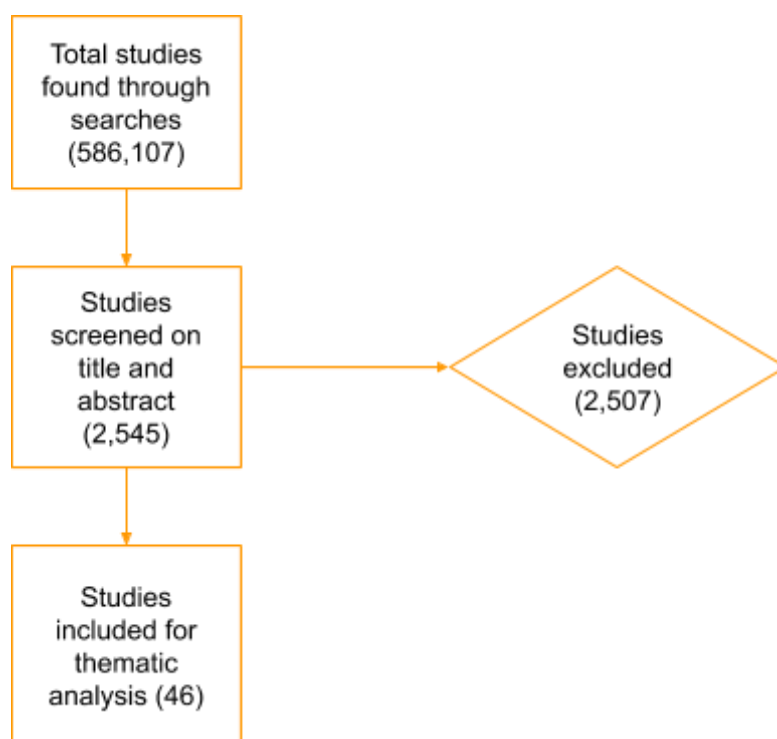 Total studies
found through
searches
(586,107)
Studies
screened on
title and
abstract
(2,545)
Studies
excluded
(2,507)
Studies
included for
thematic
analysis (46)